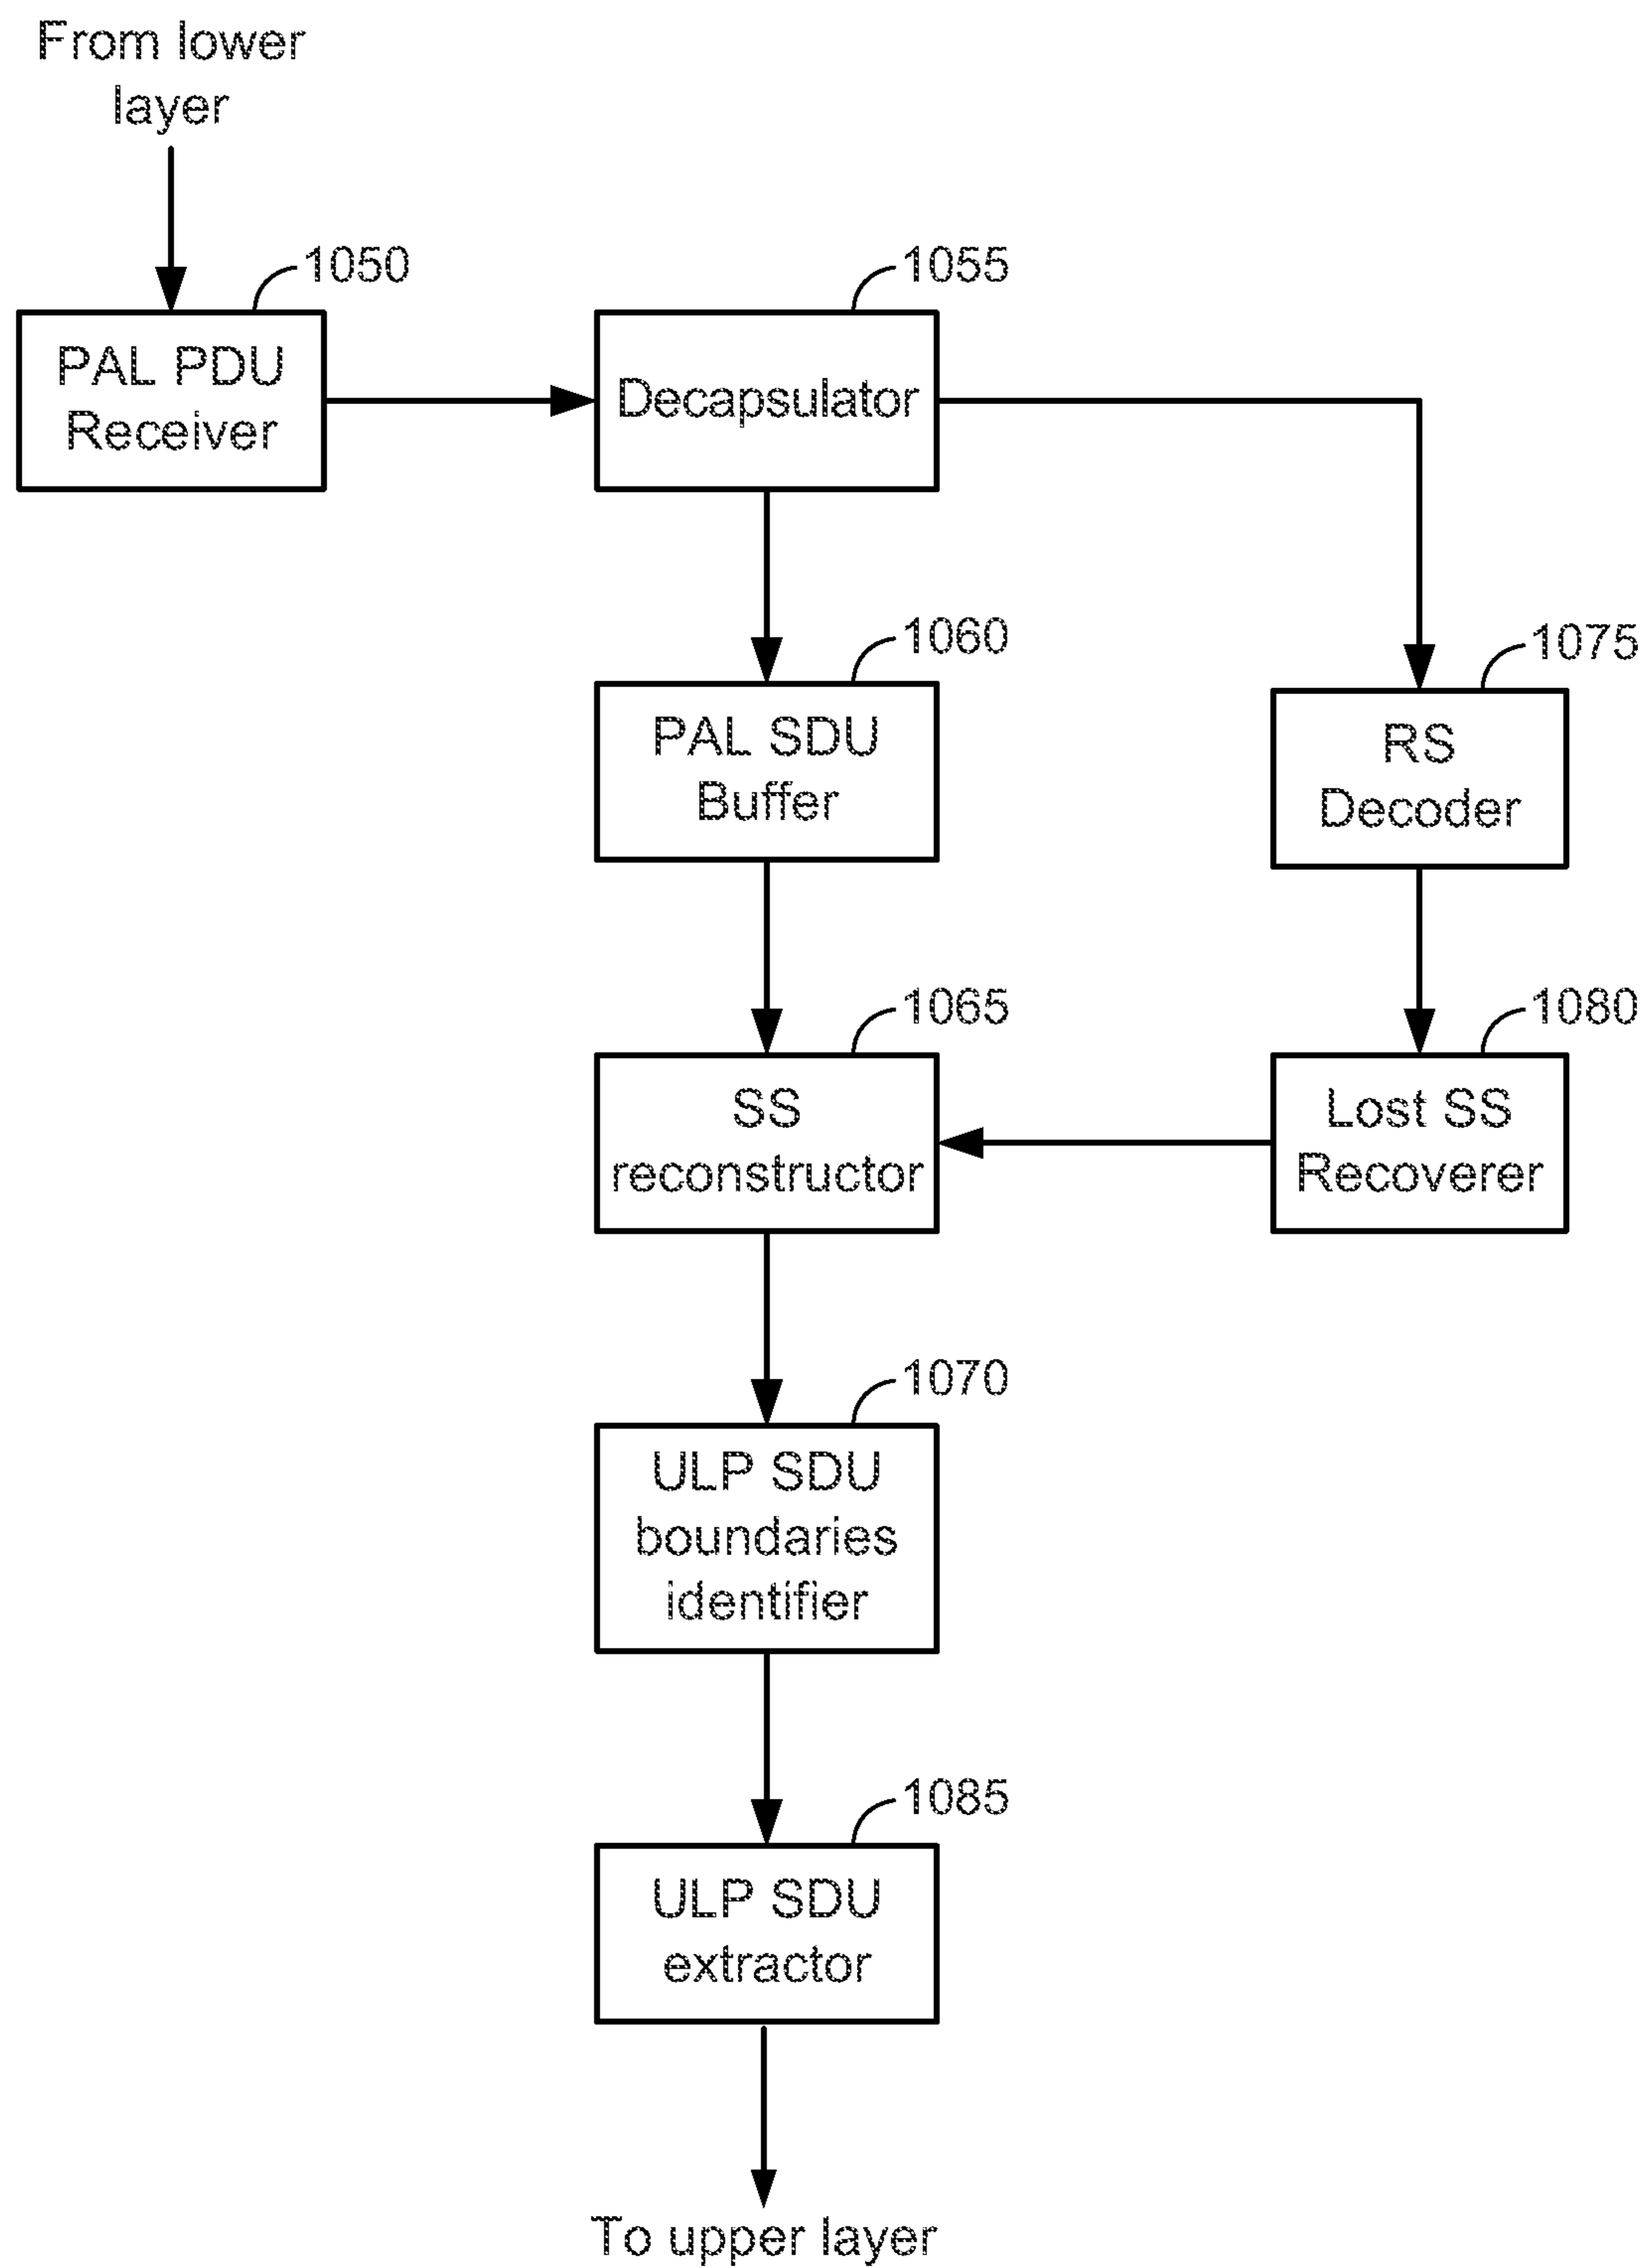 From lower
layer
1050
1055
PAL PDU
Receiver
Decapsulator
1060
1075
PAL SDU
Buffer
RS
Decoder
1065
1080
SS
reconstructor
Lost SS
Recoverer
1070
ULP SDU
boundaries
identifier
1085
ULP SDU
extractor
To upper layer